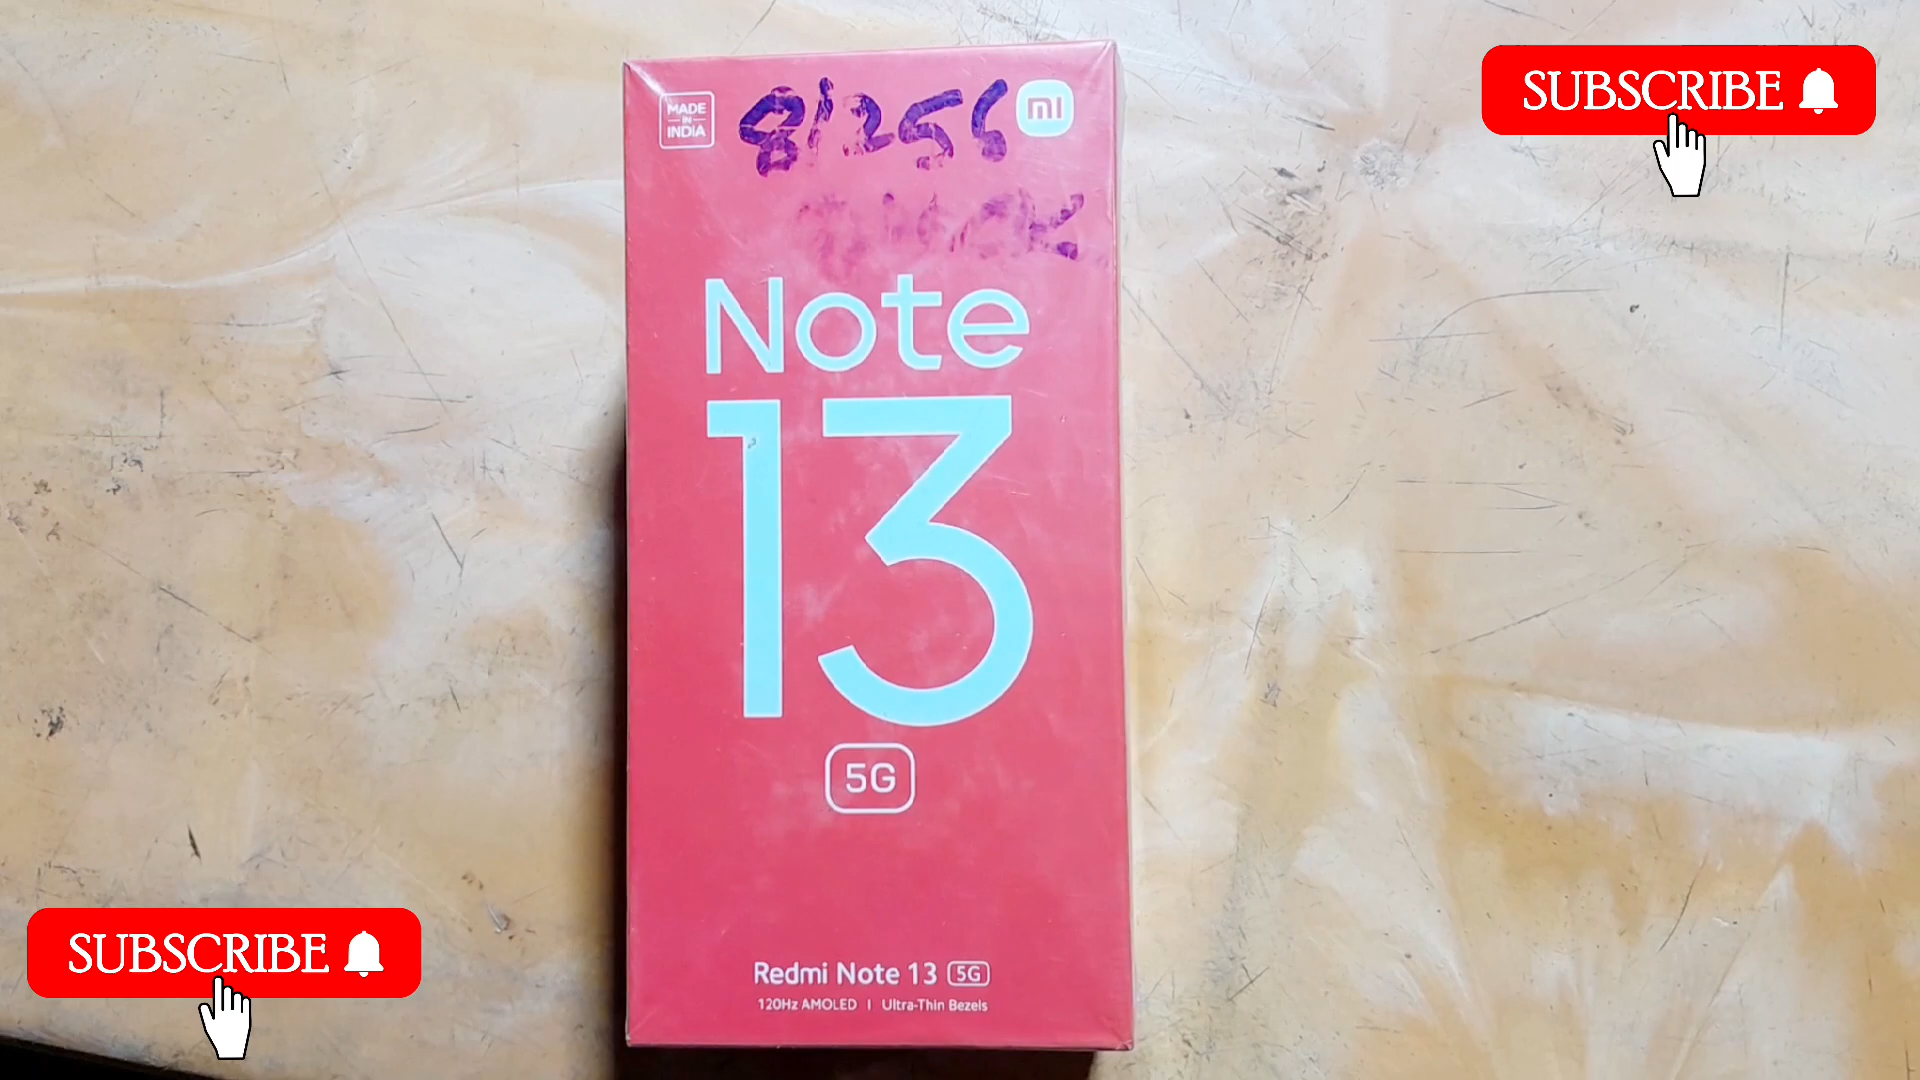 SUBSCRIBE
MADE
IN
INDIA
8/256
mi
Note
13
5G
Redmi Note 13 5G
120Hz AMOLED | Ultra-Thin Bezels
SUBSCRIBE